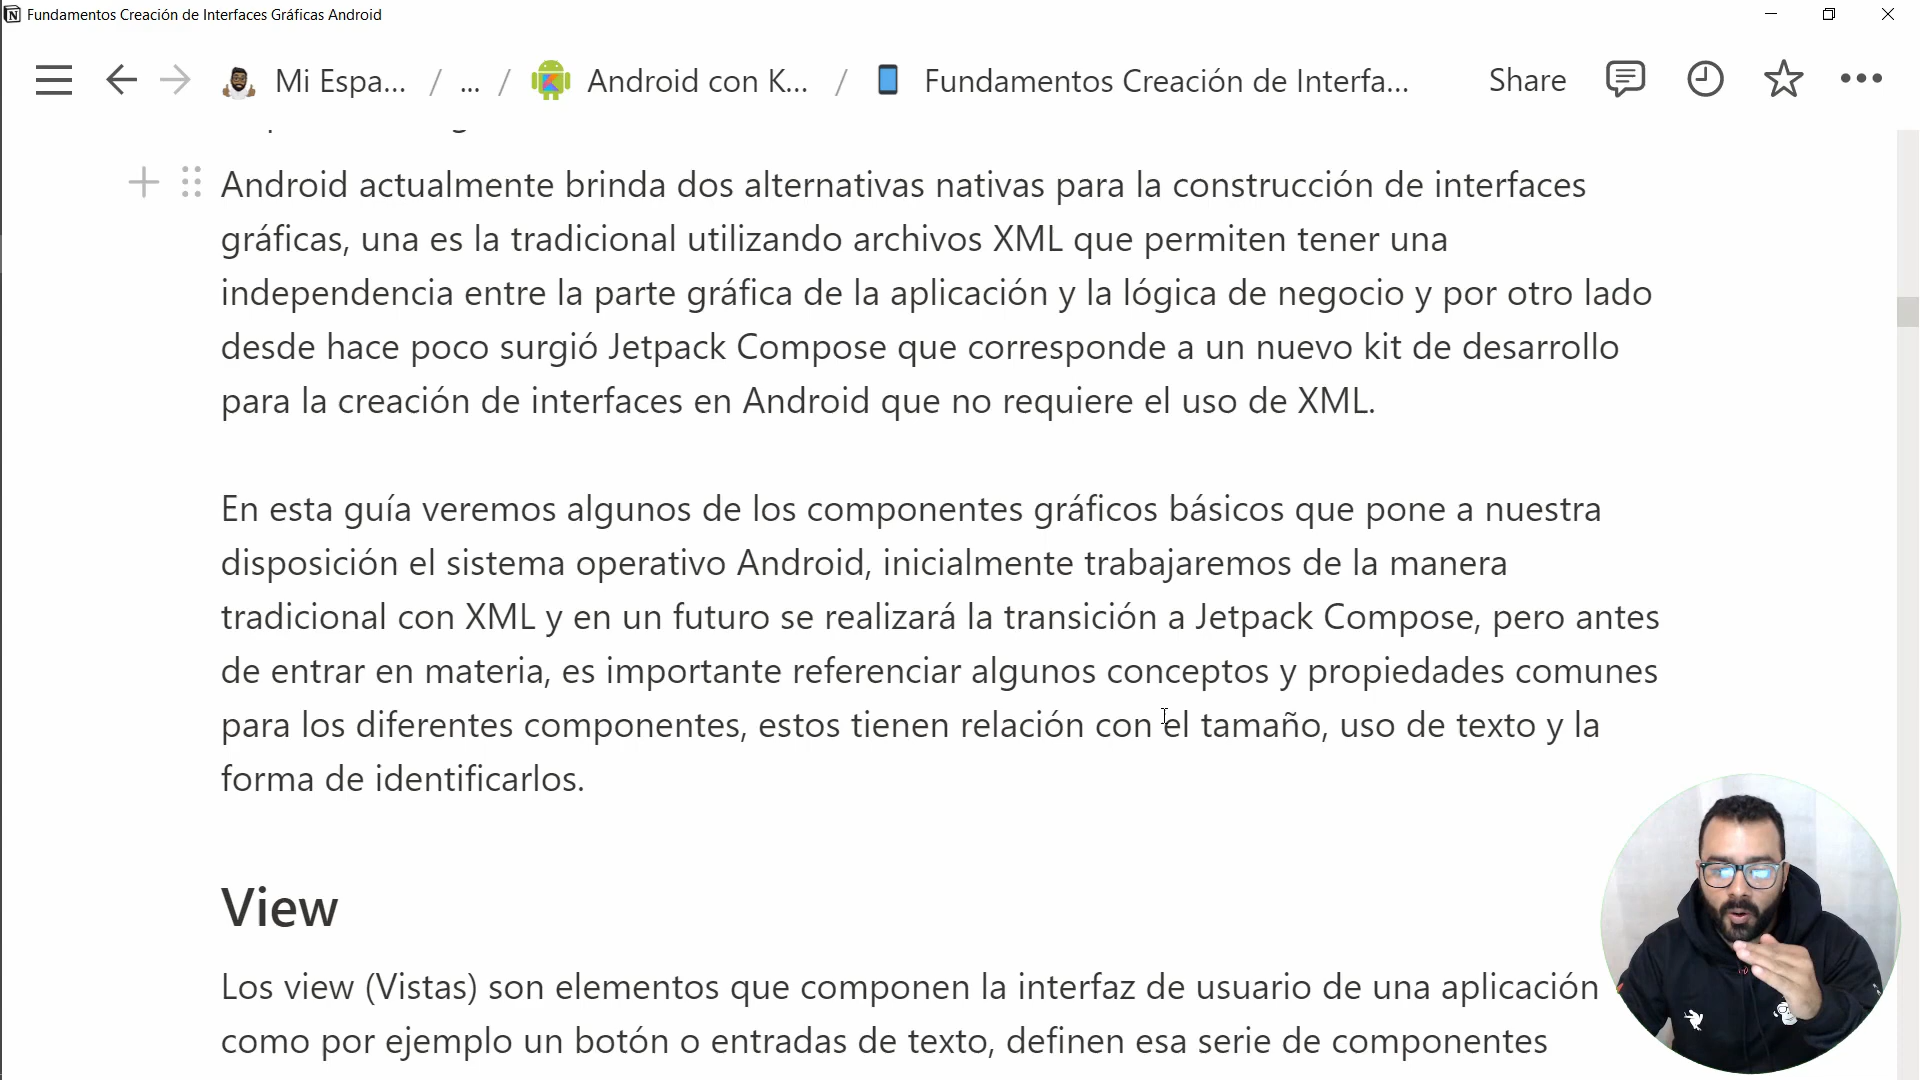 Fundamentos Creación de Interfaces Gráficas Android
Mi Espa... / ... / Android con K... / Fundamentos Creación de Interfa... Share
Android actualmente brinda dos alternativas nativas para la construcción de interfaces
gráficas, una es la tradicional utilizando archivos XML que permiten tener una
independencia entre la parte gráfica de la aplicación y la lógica de negocio y por otro lado
desde hace poco surgió Jetpack Compose que corresponde a un nuevo kit de desarrollo
para la creación de interfaces en Android que no requiere el uso de XML.
En esta guía veremos algunos de los componentes gráficos básicos que pone a nuestra
disposición el sistema operativo Android, inicialmente trabajaremos de la manera
tradicional con XML y en un futuro se realizará la transición a Jetpack Compose, pero antes
de entrar en materia, es importante referenciar algunos conceptos y propiedades comunes
para los diferentes componentes, estos tienen relación con el tamaño, uso de texto y la
forma de identificarlos.
View
Los view (Vistas) son elementos que componen la interfaz de usuario de una aplicación
como por ejemplo un botón o entradas de texto, definen esa serie de componentes